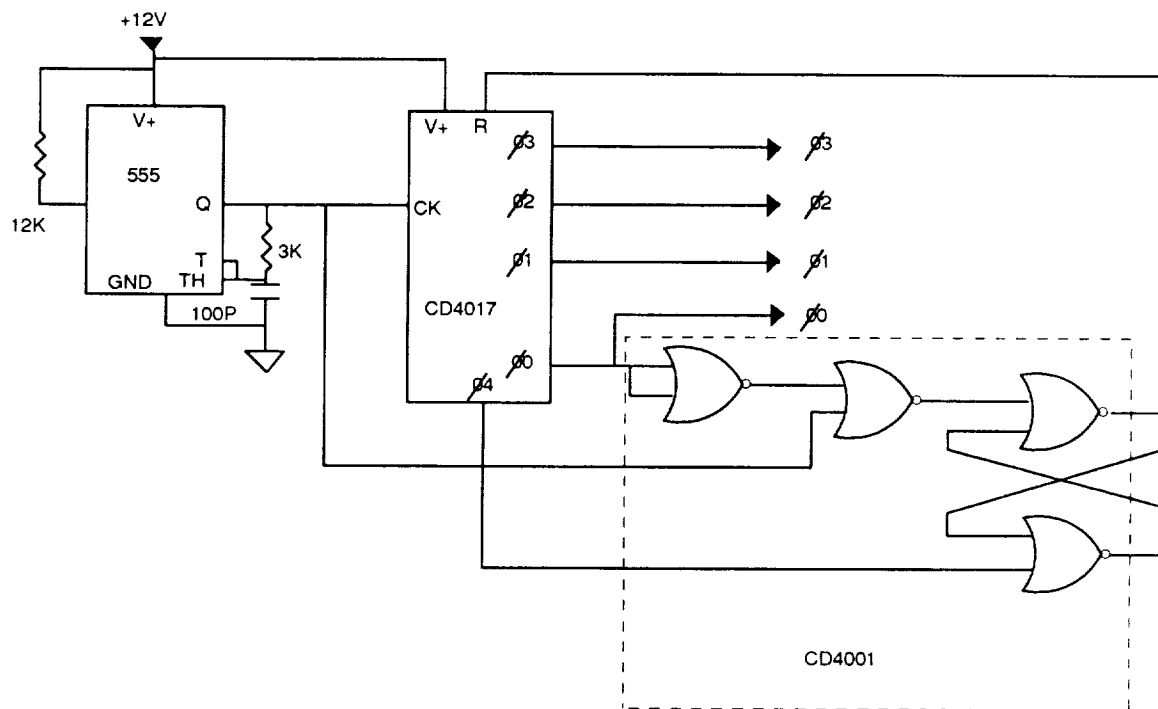 +12V
V+
555
12K
Q
3K
T
TH
GND
100P
V+
R
CK
CD4017
Ø3
Ø2
Ø1
Ø0
Ø4
Ø3
Ø2
Ø1
Ø0
CD4001